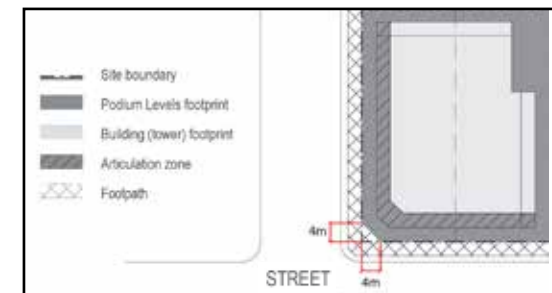 Site boundary
Podium Levels footprint
Building (tower) footprint
Articulation zone
Footpath
4m
STREET
4m